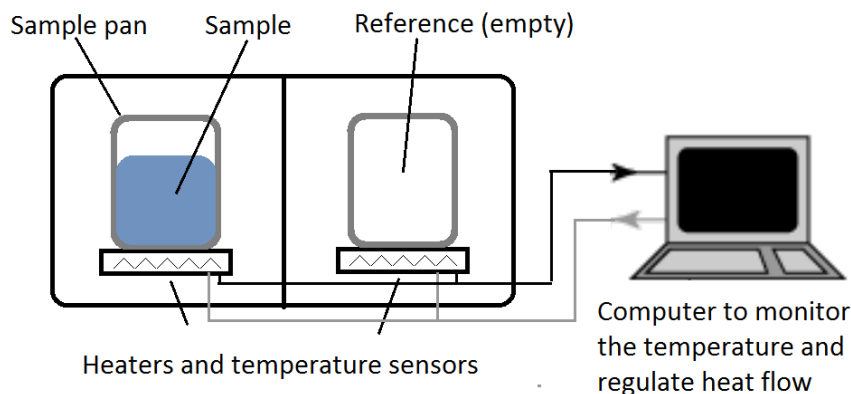 Sample pan
Sample
Reference (empty)
Heaters and temperature sensors
Computer to monitor
the temperature and
regulate heat flow